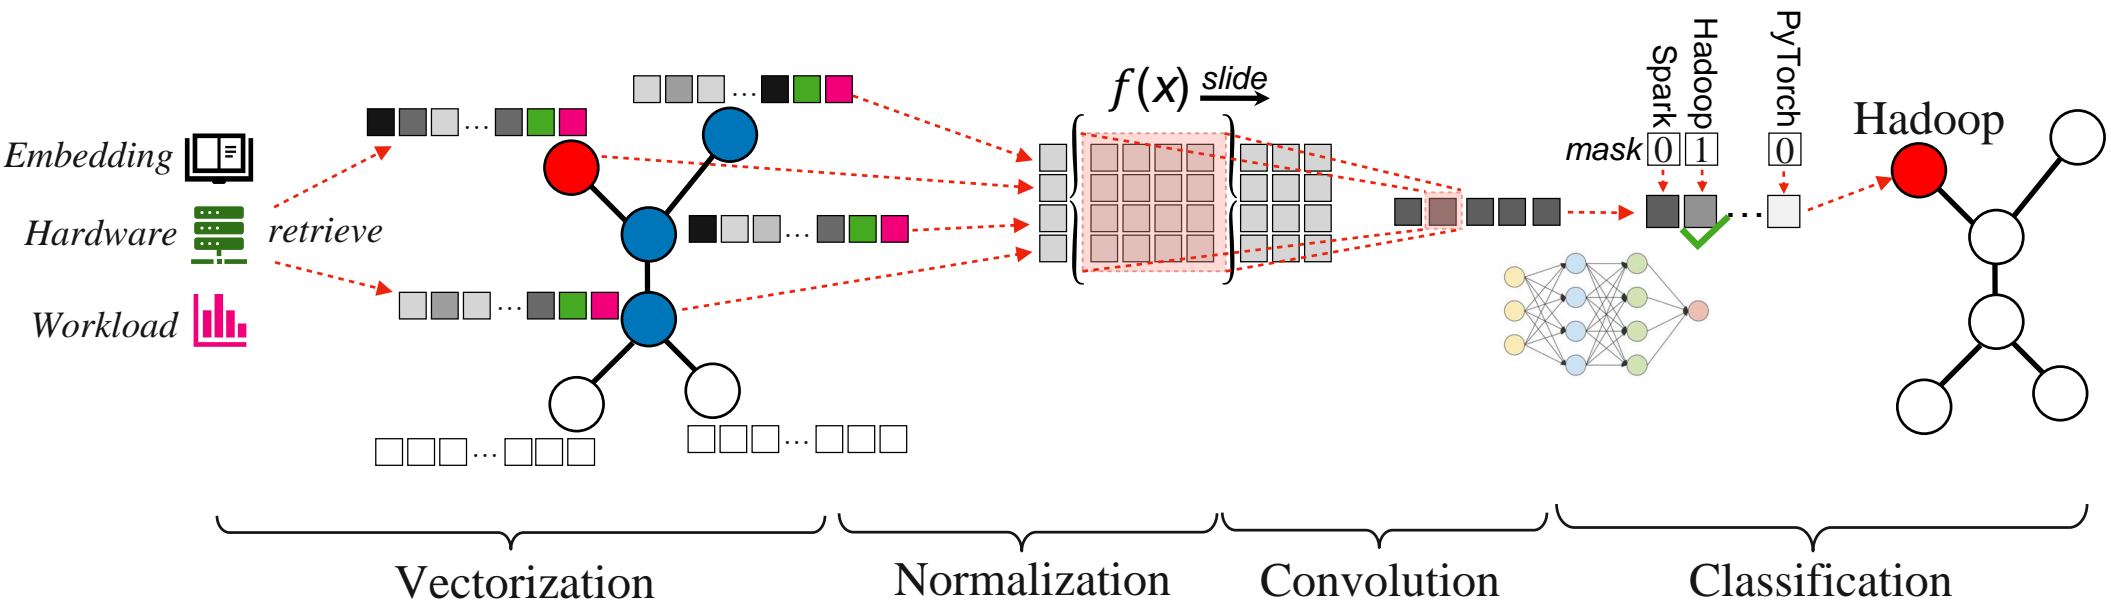 Embedding
Hardware
Workload
retrieve
...
...
...
...
...
...
f(x) slide
Spark
Hadoop
PyTorch
mask 0 1 0
...
Hadoop
Vectorization
Normalization
Convolution
Classification